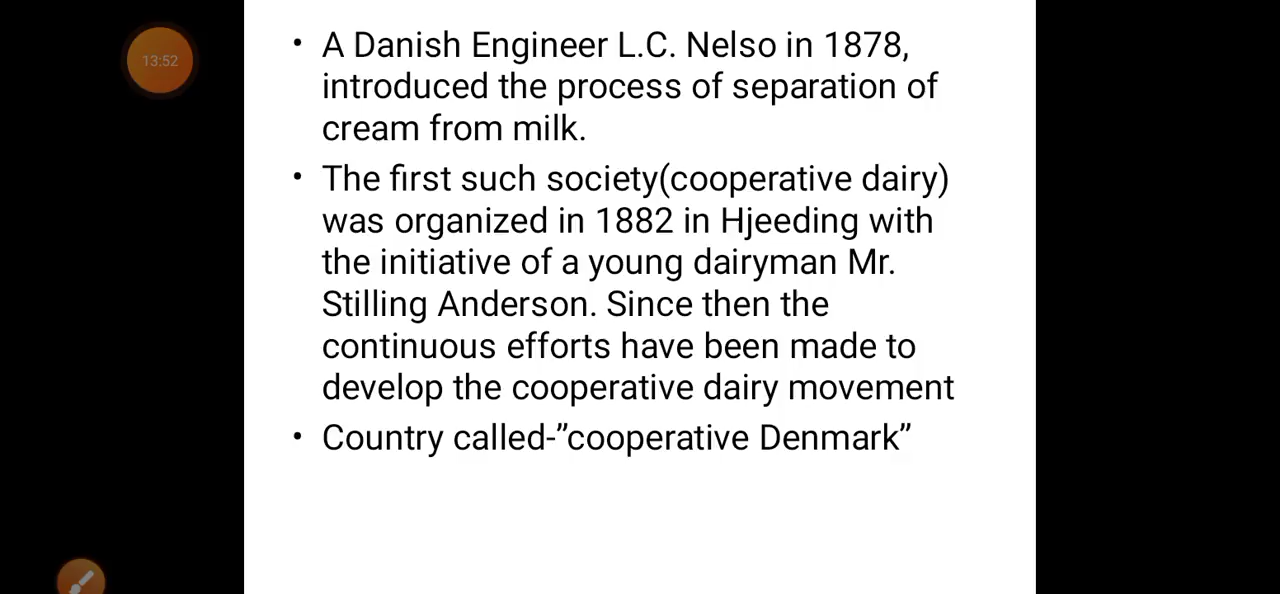 13:52
• A Danish Engineer L.C. Nelso in 1878,
introduced the process of separation of
cream from milk.
• The first such society(cooperative dairy)
was organized in 1882 in Hjeeding with
the initiative of a young dairyman Mr.
Stilling Anderson. Since then the
continuous efforts have been made to
develop the cooperative dairy movement
• Country called-”cooperative Denmark”